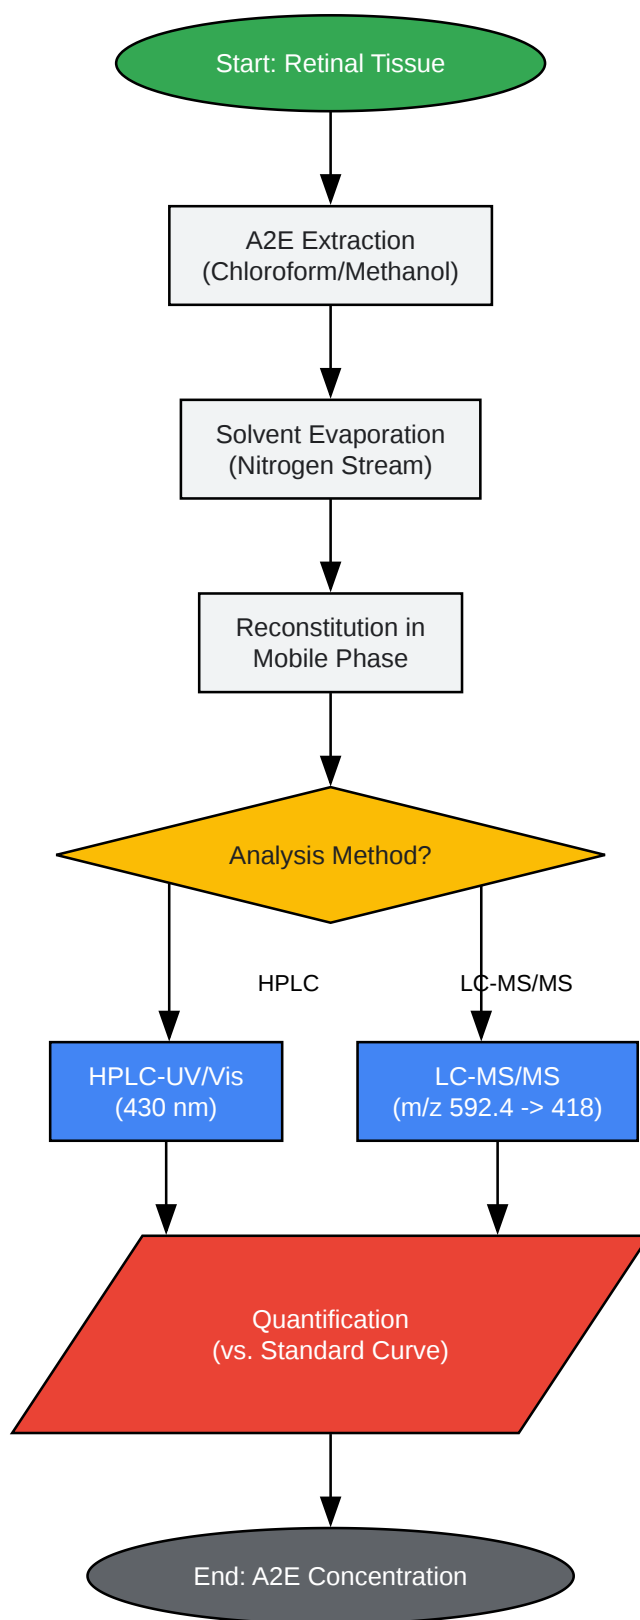 Start: Retinal Tissue
A2E Extraction
(Chloroform/Methanol)
Solvent Evaporation
(Nitrogen Stream)
Reconstitution in
Mobile Phase
Analysis Method?
HPLC
LC-MS/MS
HPLC-UV/Vis
(430 nm)
LC-MS/MS
(m/z 592.4 -> 418)
Quantification
(vs. Standard Curve)
End: A2E Concentration